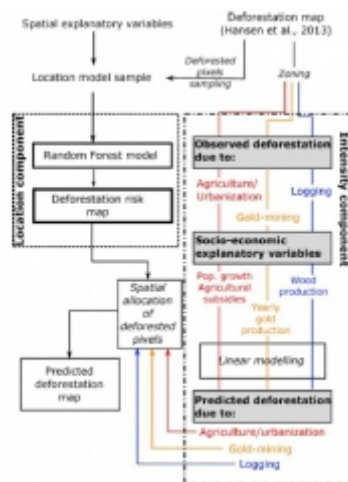 Spatial explanatory variables
Deforestation map
(Hansen et al., 2013)
Deforested
pixels
sampling
Zoning
Location model sample
Location component
Random Forest model
Deforestation risk
map
Observed deforestation
due to:
Agriculture/
Urbanization
Logging
Gold-mining
Socio-economic
explanatory variables
Pop. growth
Agricultural
subsidies
Wood
production
Yearly
gold
production
Linear modelling
Spatial
allocation
of
deforested
pixels
Predicted
deforestation
map
Predicted deforestation
due to:
Agriculture/urbanization
Gold-mining
Logging
Intensity component